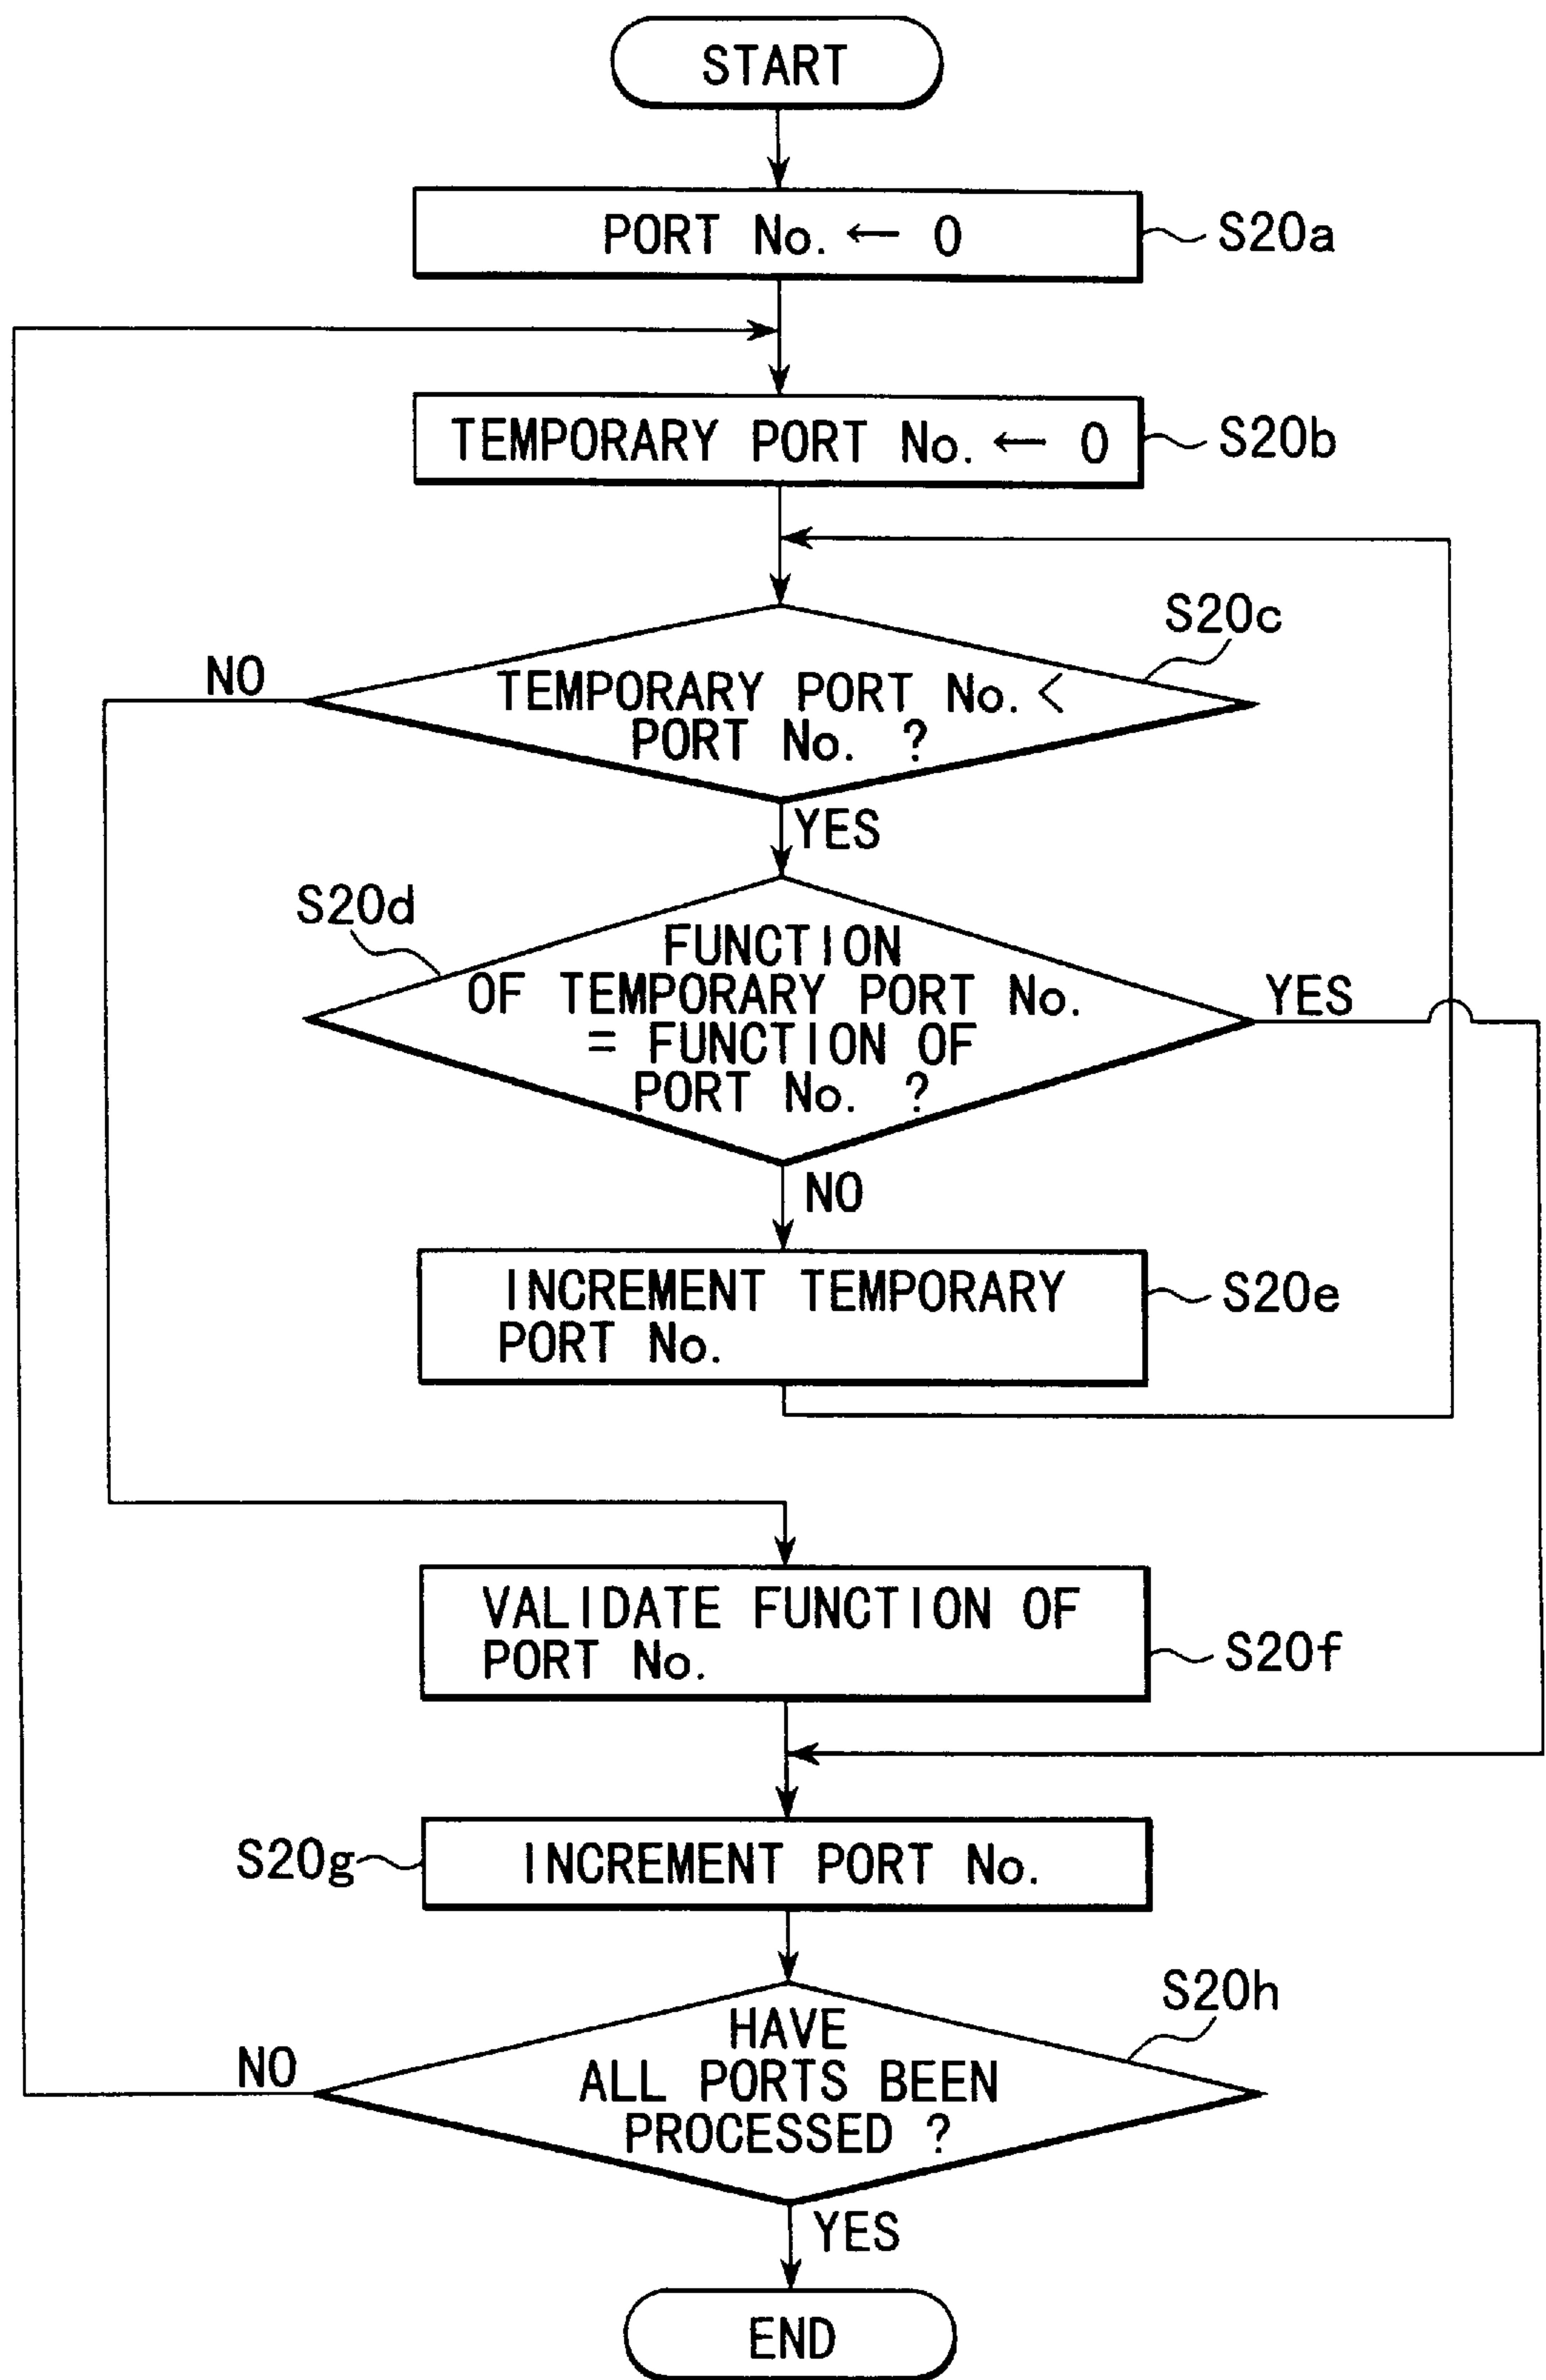 START
PORT No. ← 0
S20a
TEMPORARY PORT No. ← 0
S20b
S20c
NO
TEMPORARY PORT No. <
PORT No. ?
YES
S20d
FUNCTION
OF TEMPORARY PORT No.
= FUNCTION OF
PORT No. ?
YES
NO
INCREMENT TEMPORARY
PORT No.
S20e
VALIDATE FUNCTION OF
PORT No.
S20f
S20g
INCREMENT PORT No.
S20h
NO
HAVE
ALL PORTS BEEN
PROCESSED ?
YES
END